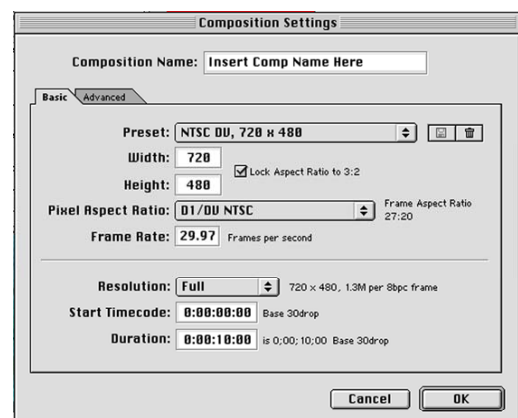 Composition Settings
Composition Name: Insert Comp Name Here
Basic Advanced
Preset: NTSC DV, 720 x 480
Width: 720
Lock Aspect Ratio to 3:2
Height: 480
Pixel Aspect Ratio: D1/DV NTSC
Frame Aspect Ratio
27:20
Frame Rate: 29.97 Frames per second
Resolution: Full 720 x 480, 1.3M per 8bpc frame
Start Timecode: 0:00:00:00 Base 30drop
Duration: 0:00:10:00 is 0;00;10;00 Base 30drop
Cancel OK